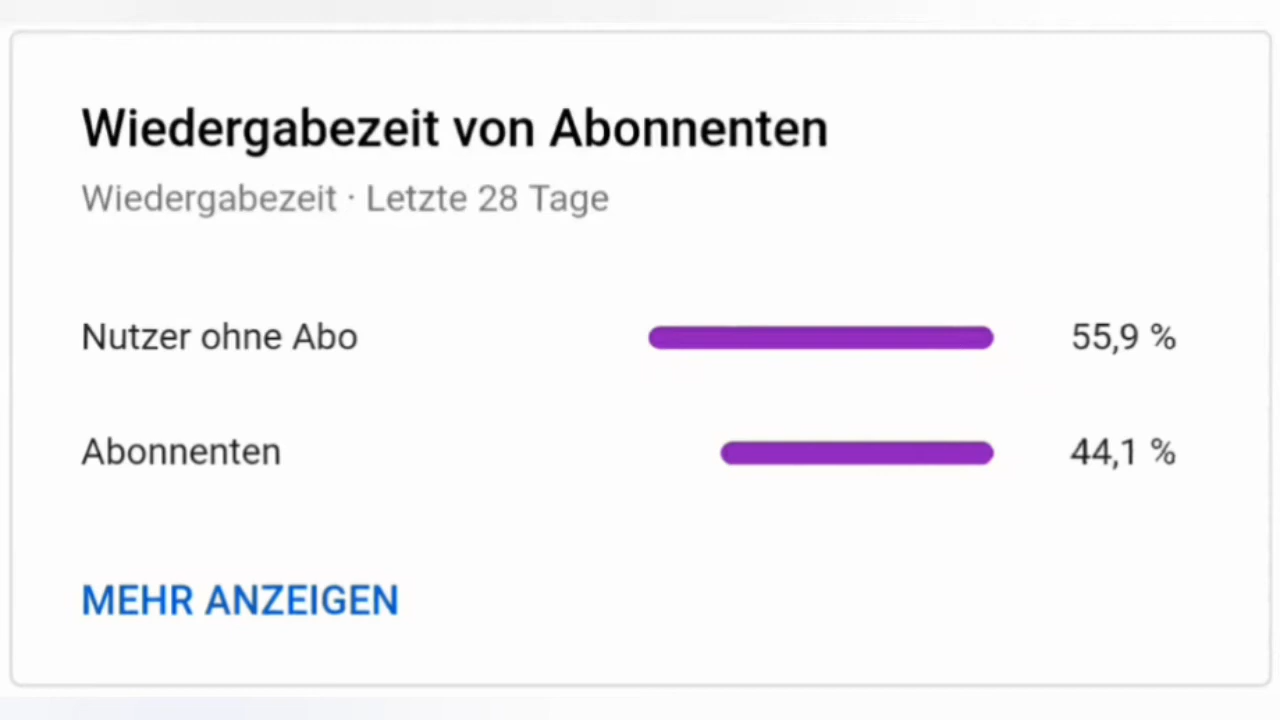 Wiedergabezeit von Abonnenten
Wiedergabezeit · Letzte 28 Tage
Nutzer ohne Abo 55,9 %
Abonnenten 44,1 %
MEHR ANZEIGEN